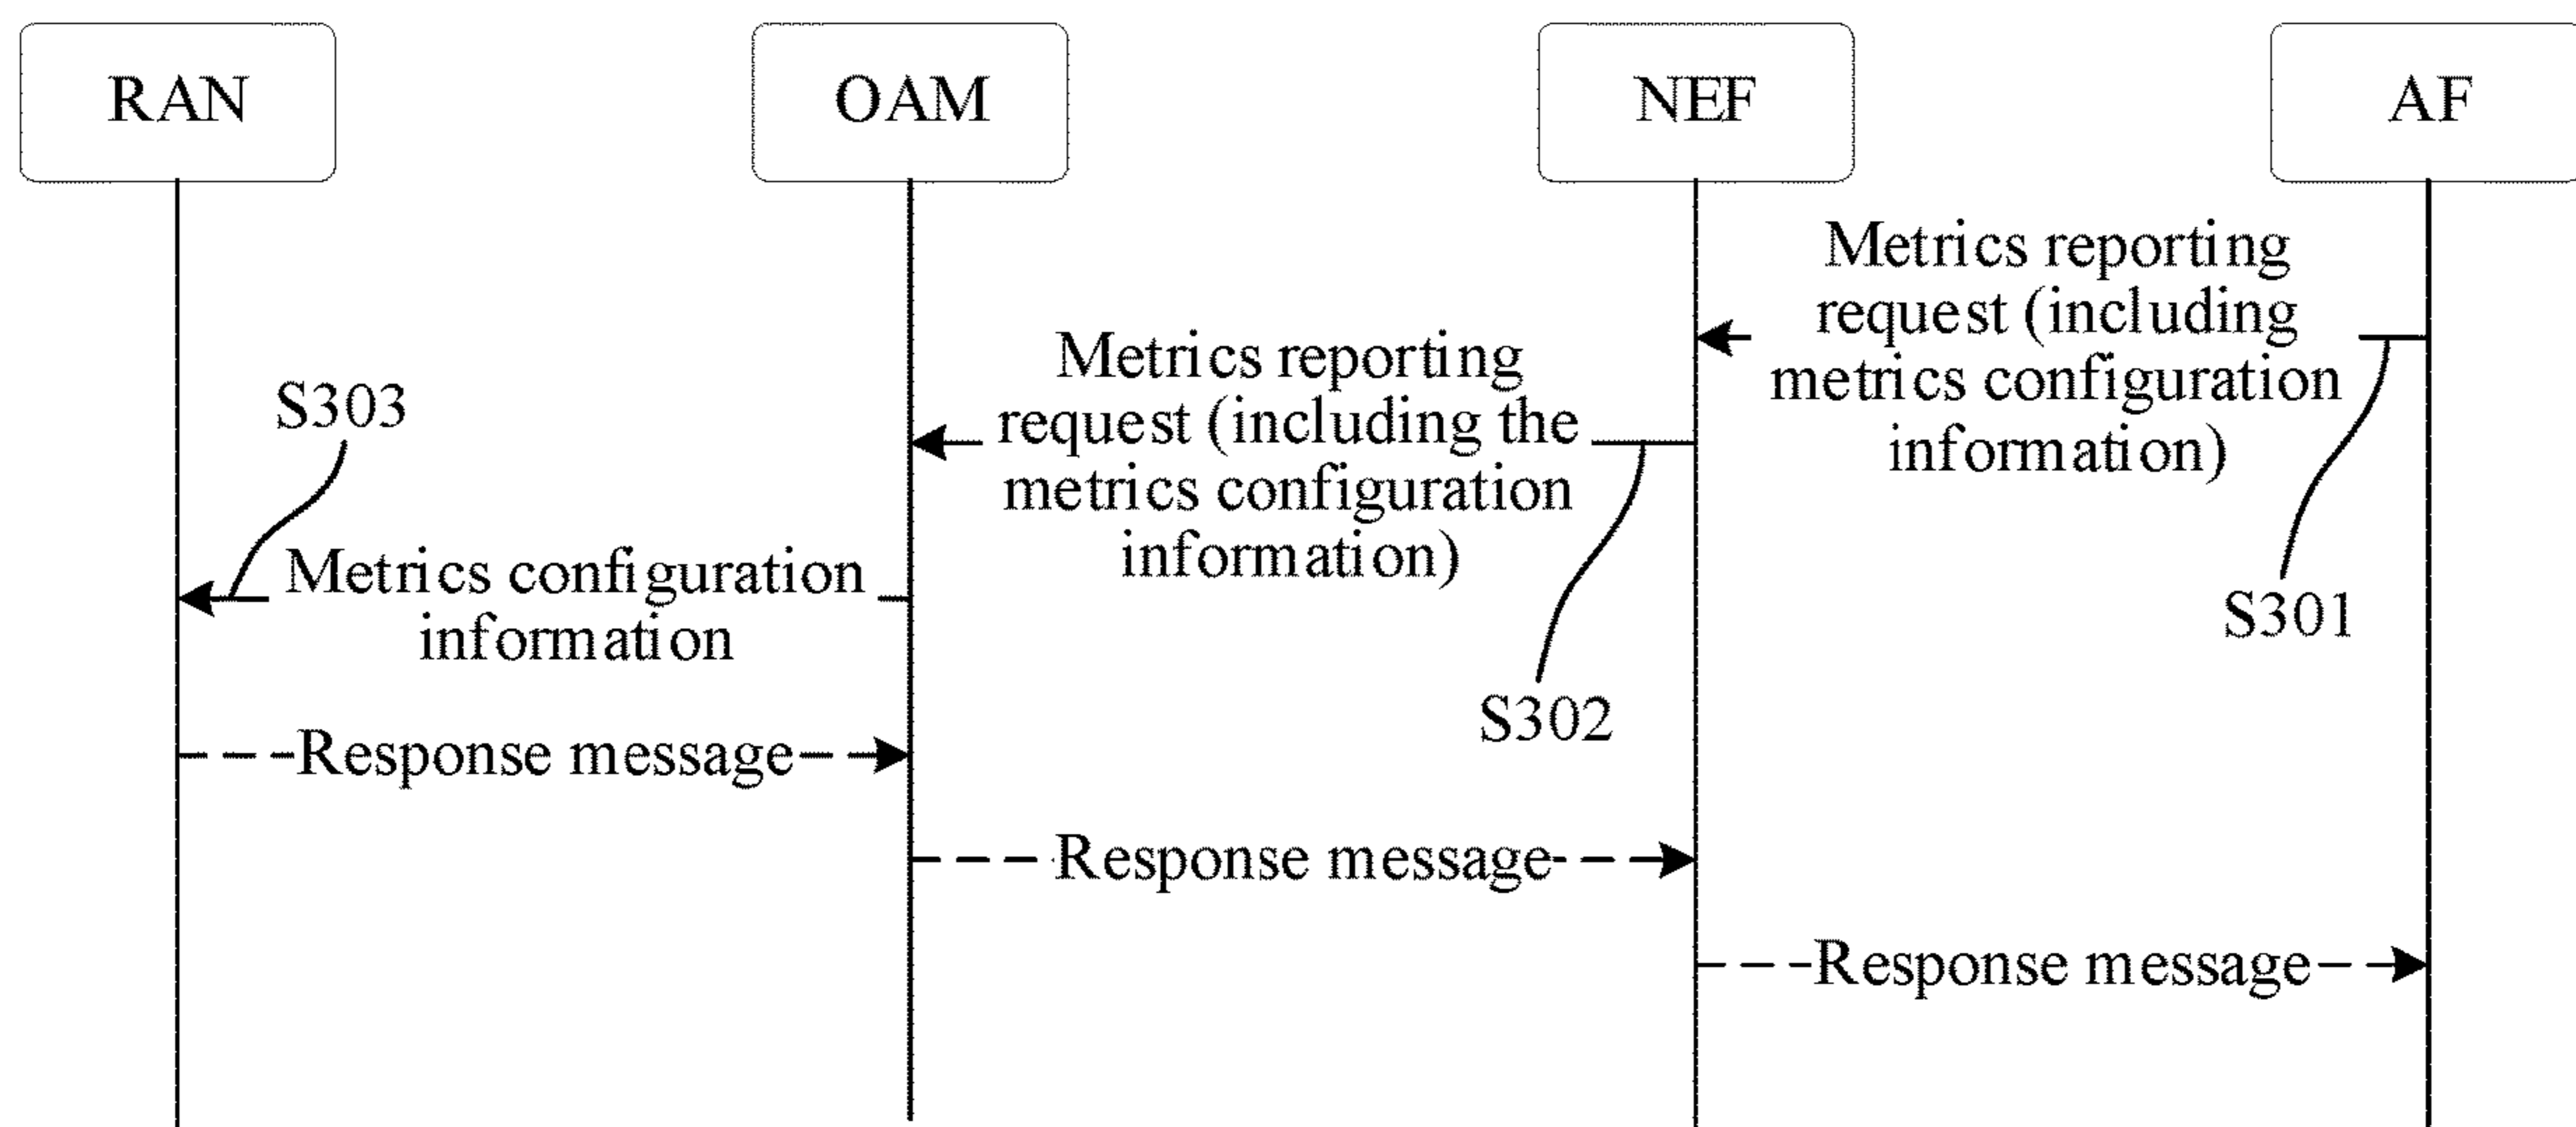 RAN
OAM
NEF
AF
Metrics reporting
request (including
metrics configuration
information)
S301
Metrics reporting
request (including the
metrics configuration
information)
S302
S303
Metrics configuration
information
Response message
Response message
Response message